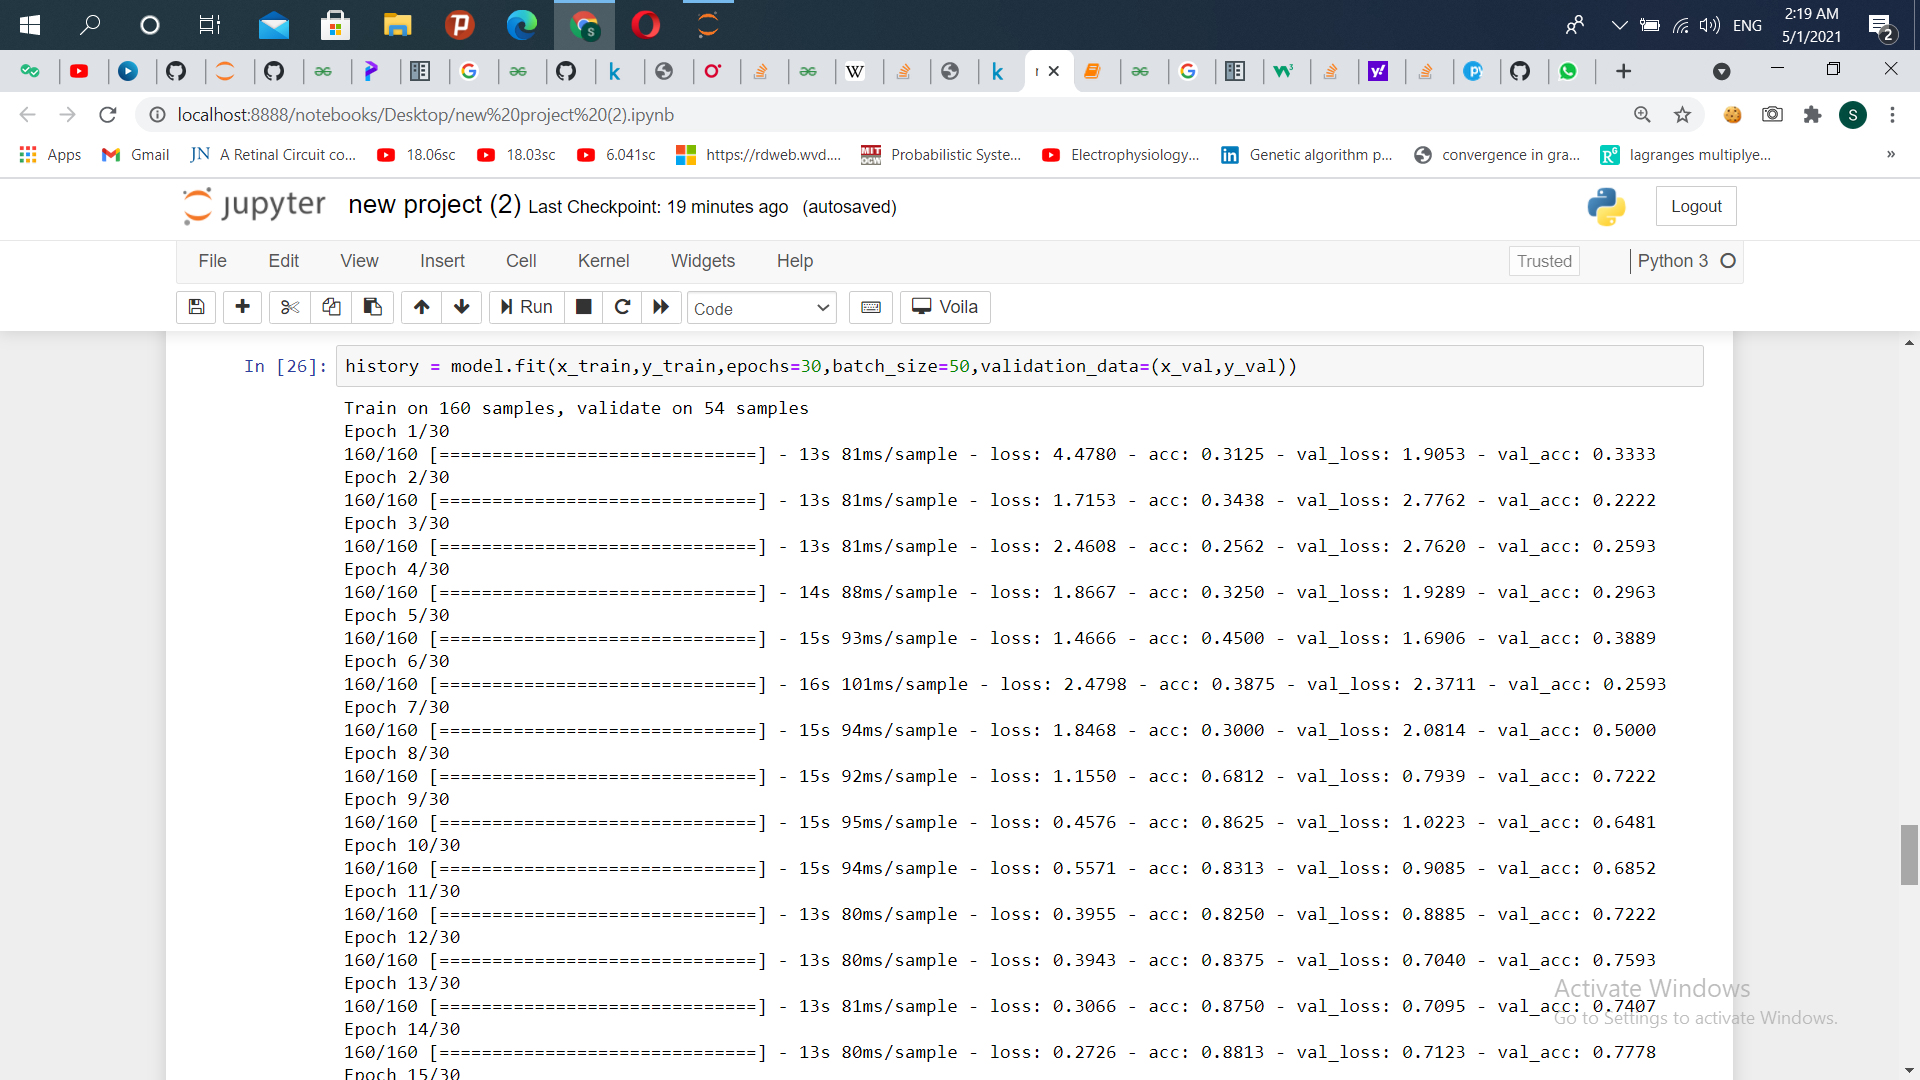 ENG
2:19 AM
5/1/2021
2
localhost:8888/notebooks/Desktop/new%20project%20(2).ipynb
S
Apps
Gmail
JN A Retinal Circuit co...
18.06sc
18.03sc
6.041sc
https://rdweb.wvd....
MIT OCW Probabilistic Syste...
Electrophysiology...
in Genetic algorithm p...
convergence in gra...
R^G lagranges multiplye...
»
jupyter new project (2) Last Checkpoint: 19 minutes ago (autosaved)
Logout
File Edit View Insert Cell Kernel Widgets Help
Trusted
Python 3
Run
Code
Voila
In [26]: history = model.fit(x_train,y_train,epochs=30,batch_size=50,validation_data=(x_val,y_val))
Train on 160 samples, validate on 54 samples
Epoch 1/30
160/160 [==============================] - 13s 81ms/sample - loss: 4.4780 - acc: 0.3125 - val_loss: 1.9053 - val_acc: 0.3333
Epoch 2/30
160/160 [==============================] - 13s 81ms/sample - loss: 1.7153 - acc: 0.3438 - val_loss: 2.7762 - val_acc: 0.2222
Epoch 3/30
160/160 [==============================] - 13s 81ms/sample - loss: 2.4608 - acc: 0.2562 - val_loss: 2.7620 - val_acc: 0.2593
Epoch 4/30
160/160 [==============================] - 14s 88ms/sample - loss: 1.8667 - acc: 0.3250 - val_loss: 1.9289 - val_acc: 0.2963
Epoch 5/30
160/160 [==============================] - 15s 93ms/sample - loss: 1.4666 - acc: 0.4500 - val_loss: 1.6906 - val_acc: 0.3889
Epoch 6/30
160/160 [==============================] - 16s 101ms/sample - loss: 2.4798 - acc: 0.3875 - val_loss: 2.3711 - val_acc: 0.2593
Epoch 7/30
160/160 [==============================] - 15s 94ms/sample - loss: 1.8468 - acc: 0.3000 - val_loss: 2.0814 - val_acc: 0.5000
Epoch 8/30
160/160 [==============================] - 15s 92ms/sample - loss: 1.1550 - acc: 0.6812 - val_loss: 0.7939 - val_acc: 0.7222
Epoch 9/30
160/160 [==============================] - 15s 95ms/sample - loss: 0.4576 - acc: 0.8625 - val_loss: 1.0223 - val_acc: 0.6481
Epoch 10/30
160/160 [==============================] - 15s 94ms/sample - loss: 0.5571 - acc: 0.8313 - val_loss: 0.9085 - val_acc: 0.6852
Epoch 11/30
160/160 [==============================] - 13s 80ms/sample - loss: 0.3955 - acc: 0.8250 - val_loss: 0.8885 - val_acc: 0.7222
Epoch 12/30
160/160 [==============================] - 13s 80ms/sample - loss: 0.3943 - acc: 0.8375 - val_loss: 0.7040 - val_acc: 0.7593
Epoch 13/30
160/160 [==============================] - 13s 81ms/sample - loss: 0.3066 - acc: 0.8750 - val_loss: 0.7095 - val_acc: 0.7407
Epoch 14/30
160/160 [==============================] - 13s 80ms/sample - loss: 0.2726 - acc: 0.8813 - val_loss: 0.7123 - val_acc: 0.7778
Epoch 15/30
Activate Windows
Go to Settings to activate Windows.